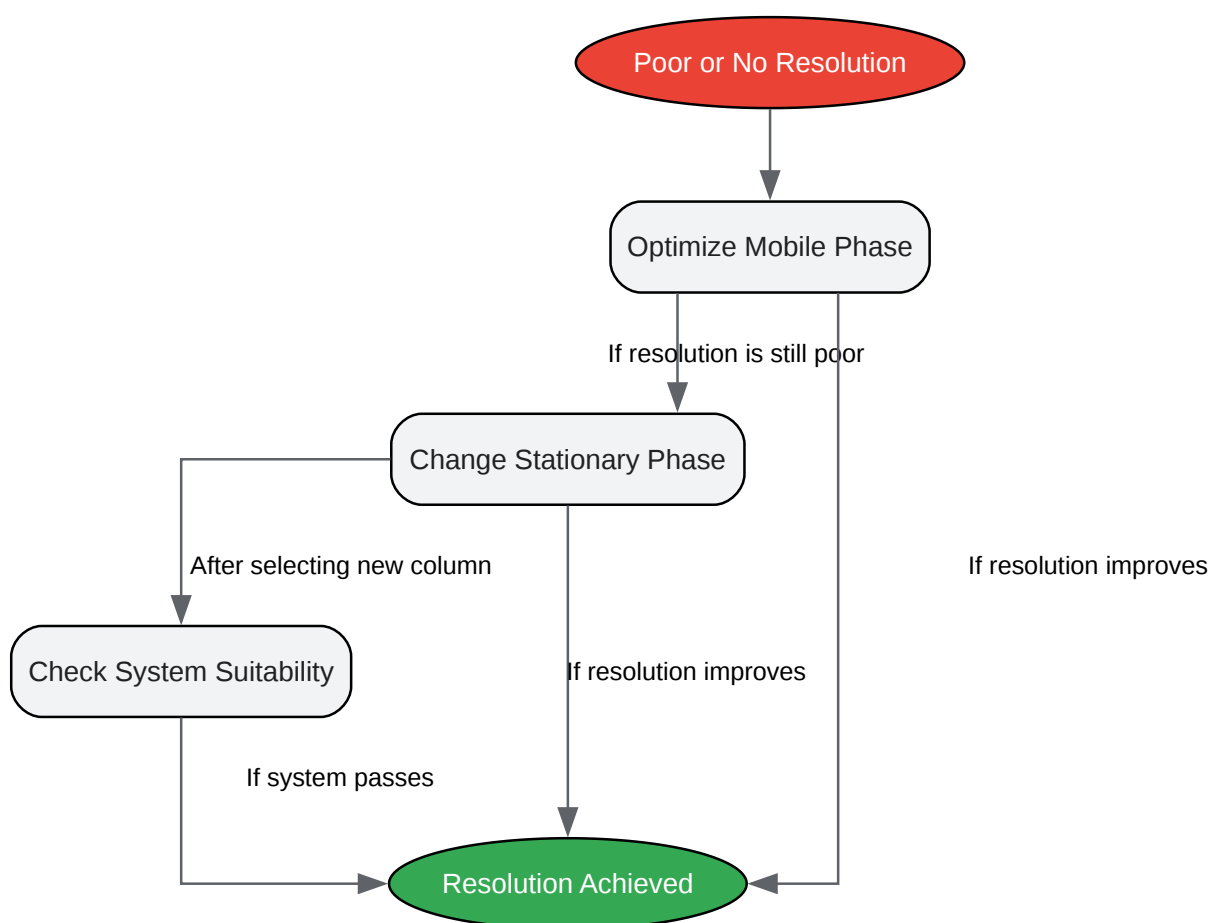 Poor or No Resolution
Optimize Mobile Phase
If resolution is still poor
Change Stationary Phase
After selecting new column
If resolution improves
Check System Suitability
If resolution improves
If system passes
Resolution Achieved